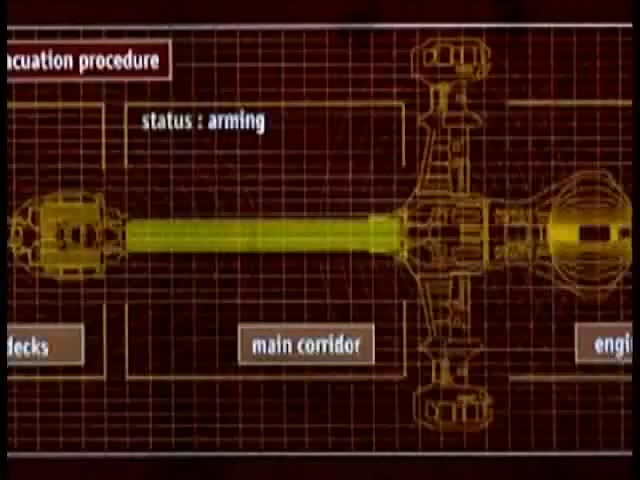 acuation procedure
status : arming
decks
main corridor
engi